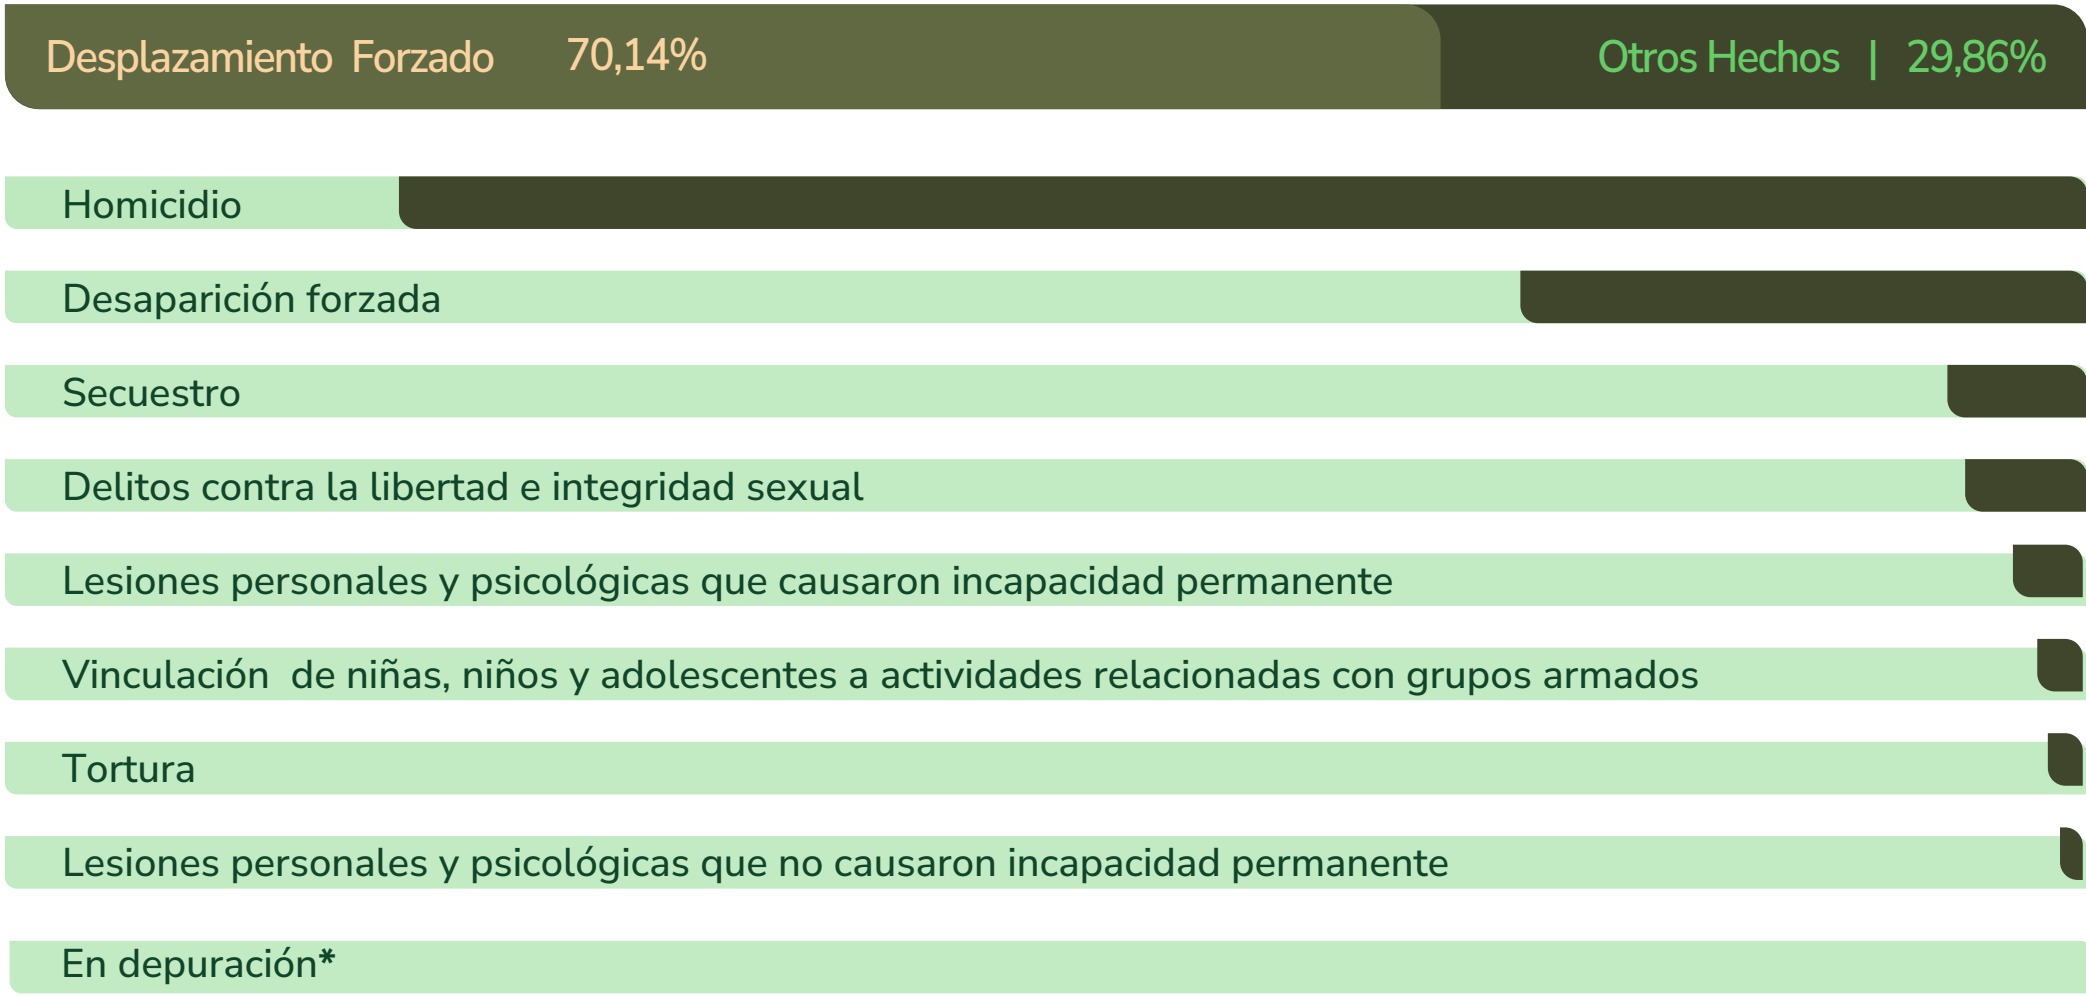 Desplazamiento Forzado 70,14% Otros Hechos | 29,86%
Homicidio
Desaparición forzada
Secuestro
Delitos contra la libertad e integridad sexual
Lesiones personales y psicológicas que causaron incapacidad permanente
Vinculación de niñas, niños y adolescentes a actividades relacionadas con grupos armados
Tortura
Lesiones personales y psicológicas que no causaron incapacidad permanente
En depuración*